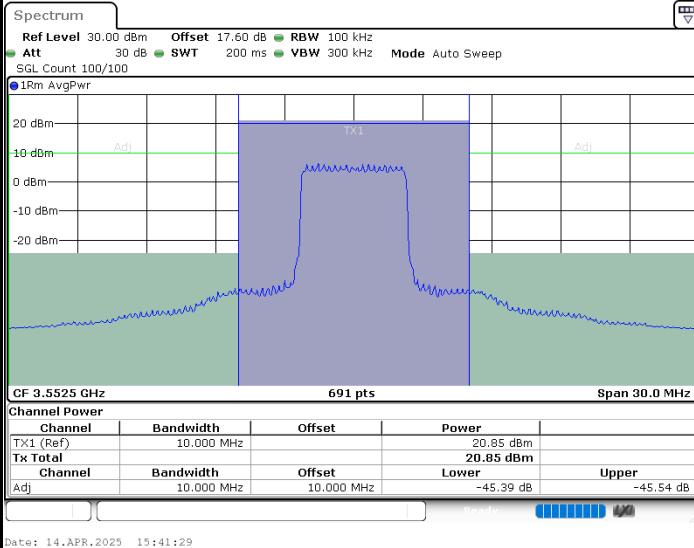 Spectrum
Ref Level 30.00 dBm Offset 17.60 dB RBW 100 kHz
Att 30 dB SWT 200 ms VBW 300 kHz Mode Auto Sweep
SGL Count 100/100
1Rm AvgPwr
20 dBm
TX1
Adj Adj
10 dBm
0 dBm
-10 dBm
-20 dBm
CF 3.5525 GHz 691 pts Span 30.0 MHz
Channel Power
Channel Bandwidth Offset Power
TX1 (Ref) 10.000 MHz 20.85 dBm
Tx Total 20.85 dBm
Channel Bandwidth Offset Lower Upper
Adj 10.000 MHz 10.000 MHz -45.39 dB -45.54 dB
Ready
Date: 14.APR.2025 15:41:29